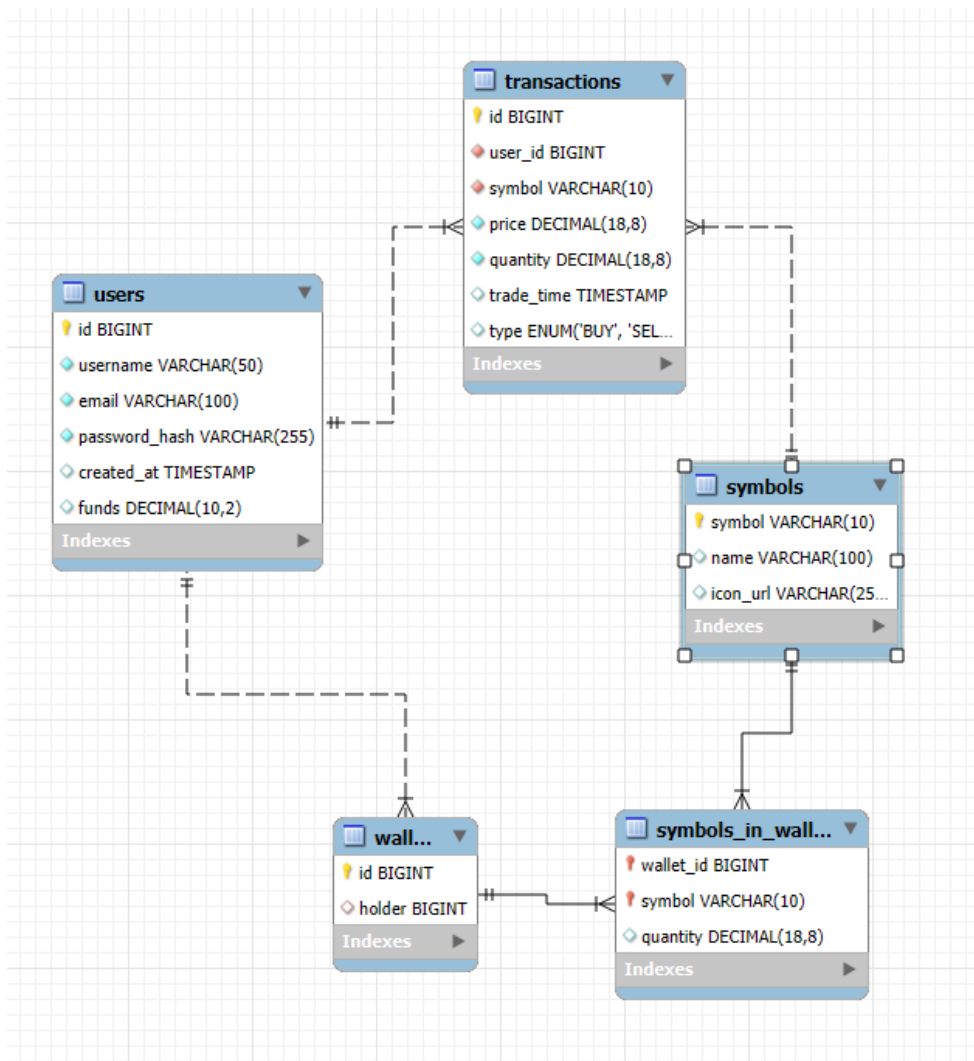 transactions
id BIGINT
user_id BIGINT
symbol VARCHAR(10)
price DECIMAL(18,8)
quantity DECIMAL(18,8)
trade_time TIMESTAMP
type ENUM('BUY', 'SEL...
Indexes
users
id BIGINT
username VARCHAR(50)
email VARCHAR(100)
password_hash VARCHAR(255)
created_at TIMESTAMP
funds DECIMAL(10,2)
Indexes
symbols
symbol VARCHAR(10)
name VARCHAR(100)
icon_url VARCHAR(25...
Indexes
wall...
id BIGINT
holder BIGINT
Indexes
symbols_in_wall...
wallet_id BIGINT
symbol VARCHAR(10)
quantity DECIMAL(18,8)
Indexes